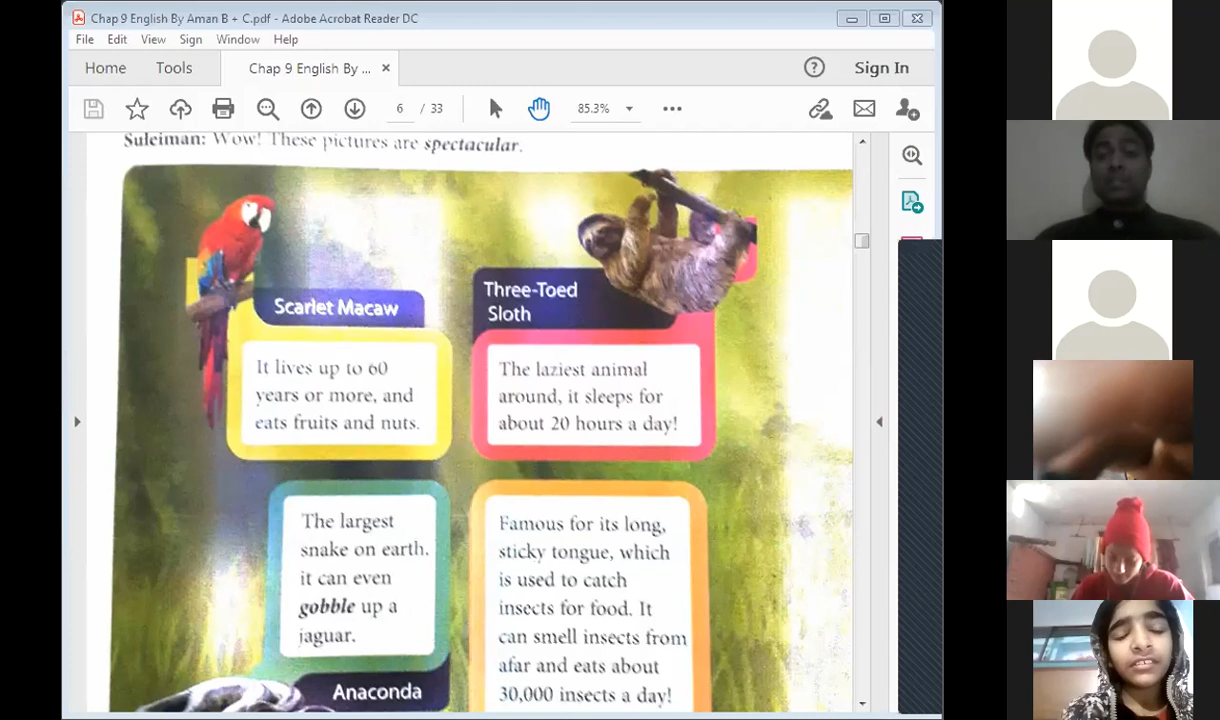 Chap 9 English By Aman B + C.pdf - Adobe Acrobat Reader DC
File Edit View Sign Window Help
Home Tools Chap 9 English By ... × Sign In
6 / 33 85.3%
Suleiman: Wow! These pictures are spectacular.
Scarlet Macaw
It lives up to 60
years or more, and
eats fruits and nuts.
Three-Toed
Sloth
The laziest animal
around, it sleeps for
about 20 hours a day!
The largest
snake on earth.
it can even
gobble up a
jaguar.
Anaconda
Famous for its long,
sticky tongue, which
is used to catch
insects for food. It
can smell insects from
afar and eats about
30,000 insects a day!